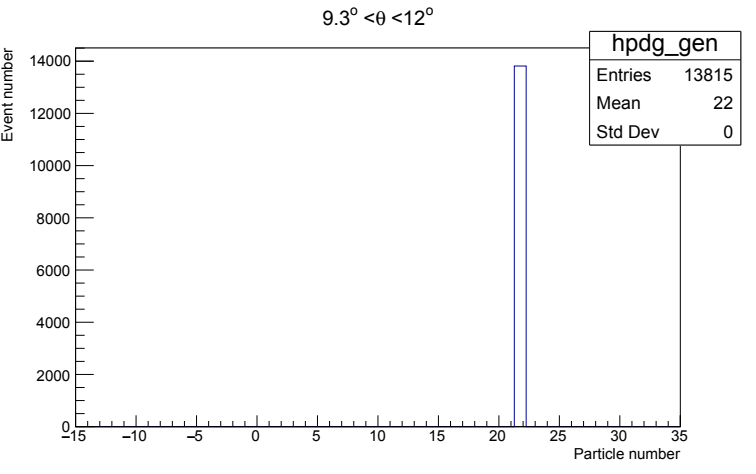 9.3° <θ <12°
hpdg_gen
Entries 13815
Mean 22
Std Dev 0
Event number
14000
12000
10000
8000
6000
4000
2000
0
−15 −10 −5 0 5 10 15 20 25 30 35
Particle number